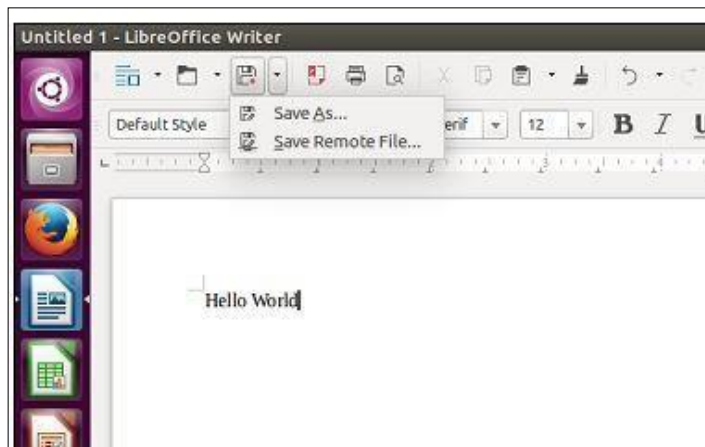 Untitled 1 - LibreOffice Writer
Save As...
Default Style erif 12 B I U
Save Remote File...
Hello World